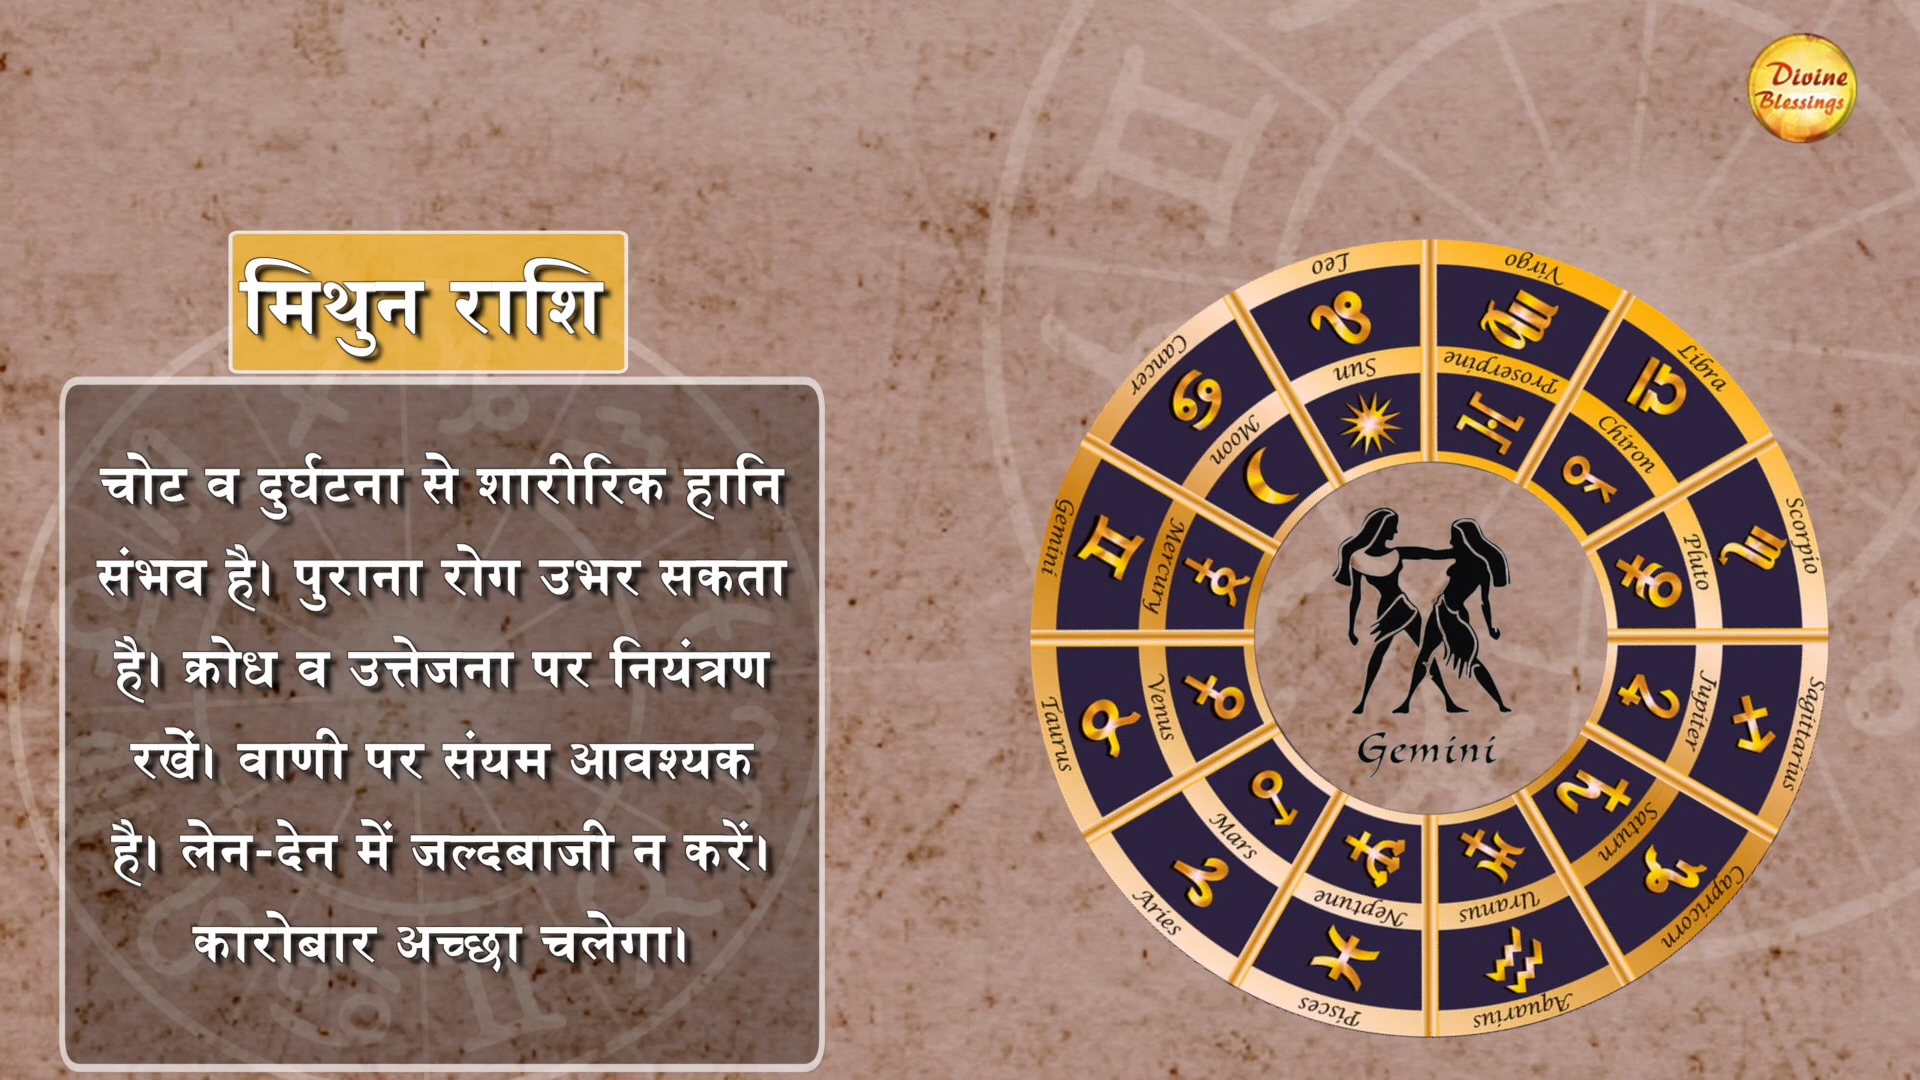 Divine
Blessings
मिथुन राशि
चोट व दुर्घटना से शारीरिक हानि
संभव है। पुराना रोग उभर सकता
है। क्रोध व उत्तेजना पर नियंत्रण
रखें। वाणी पर संयम आवश्यक
है। लेन-देन में जल्दबाजी न करें।
कारोबार अच्छा चलेगा।
Leo
Virgo
Libra
Scorpio
Sagittarius
Capricorn
Aquarius
Pisces
Aries
Taurus
Gemini
Cancer
Sun
Proserpine
Chiron
Pluto
Jupiter
Saturn
Uranus
Neptune
Mars
Venus
Mercury
Moon
Gemini